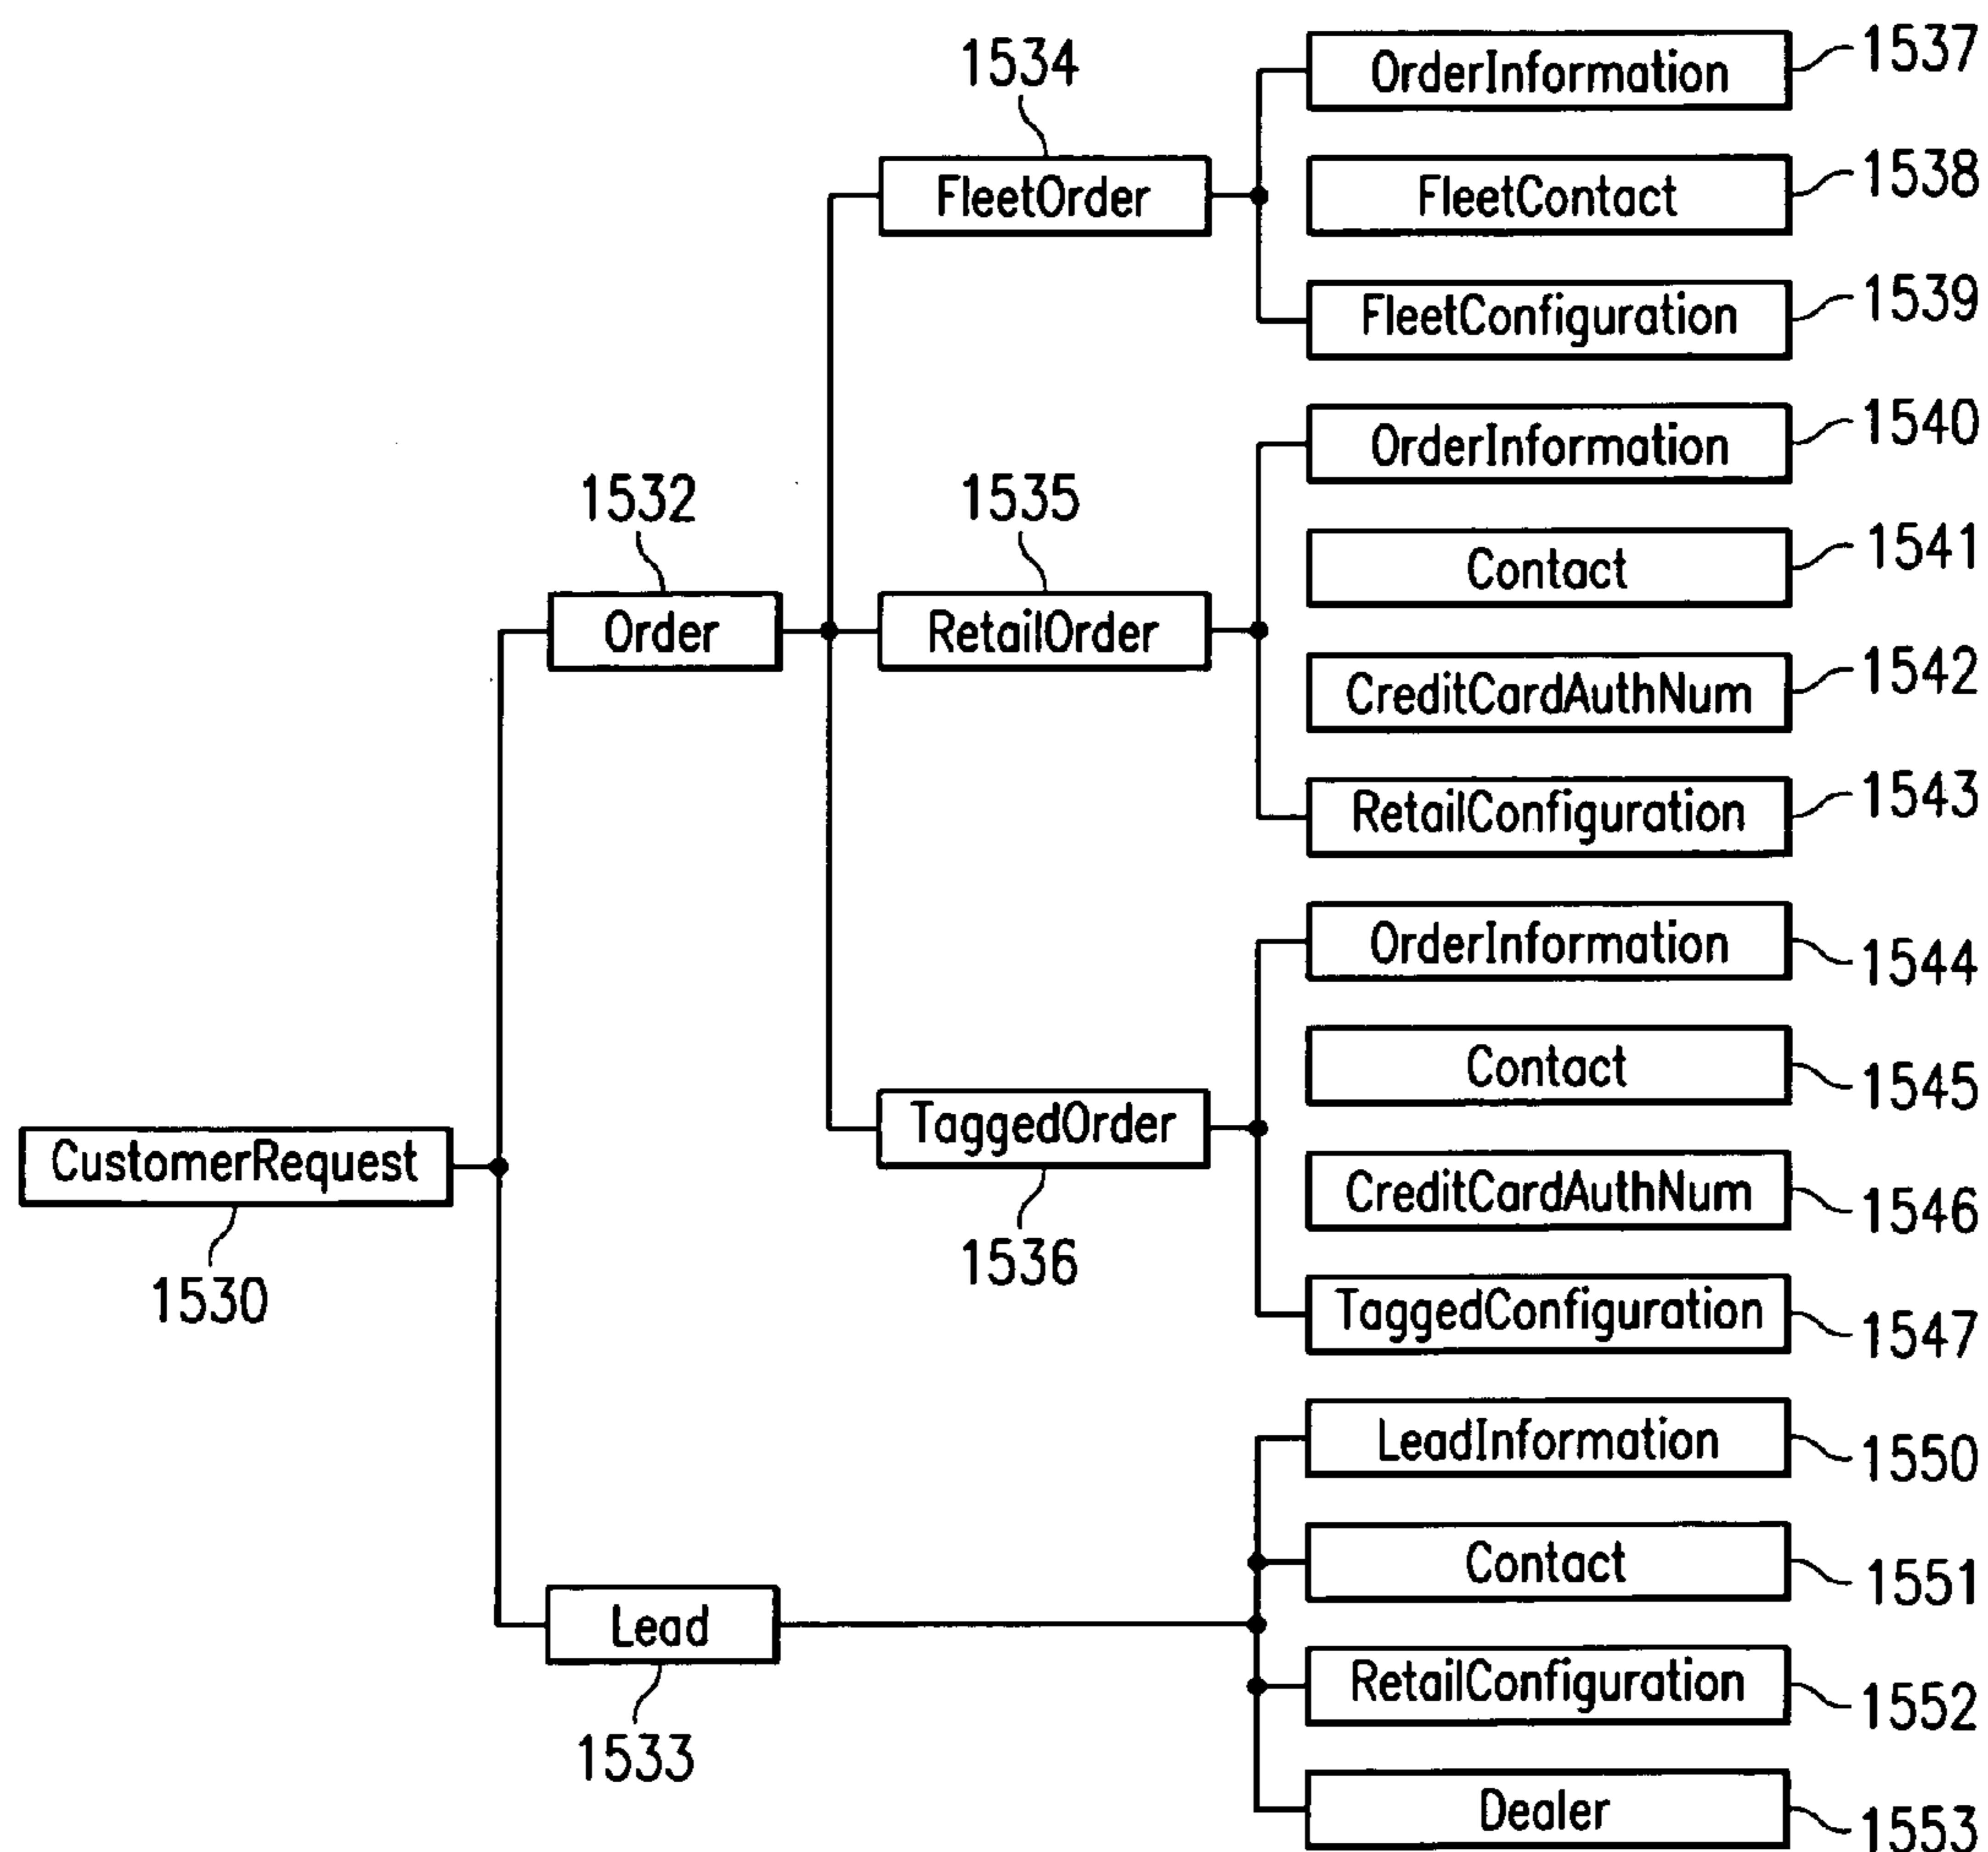 1534
OrderInformation
1537
FleetOrder
FleetContact
1538
FleetConfiguration
1539
1532
1535
OrderInformation
1540
Contact
1541
Order
RetailOrder
CreditCardAuthNum
1542
RetailConfiguration
1543
OrderInformation
1544
Contact
1545
CustomerRequest
TaggedOrder
CreditCardAuthNum
1546
1530
1536
TaggedConfiguration
1547
LeadInformation
1550
Contact
1551
Lead
RetailConfiguration
1552
1533
Dealer
1553